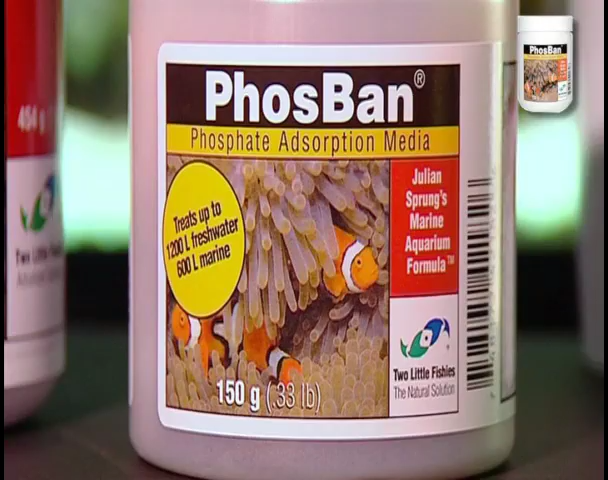 PhosBan®
Phosphate Adsorption Media
Treats up to
1200 L freshwater
600 L marine
Julian
Sprung's
Marine
Aquarium
Formula™
Two Little Fishies
The Natural Solution
150 g (.33 lb)
454 g
Two Little
PhosBan